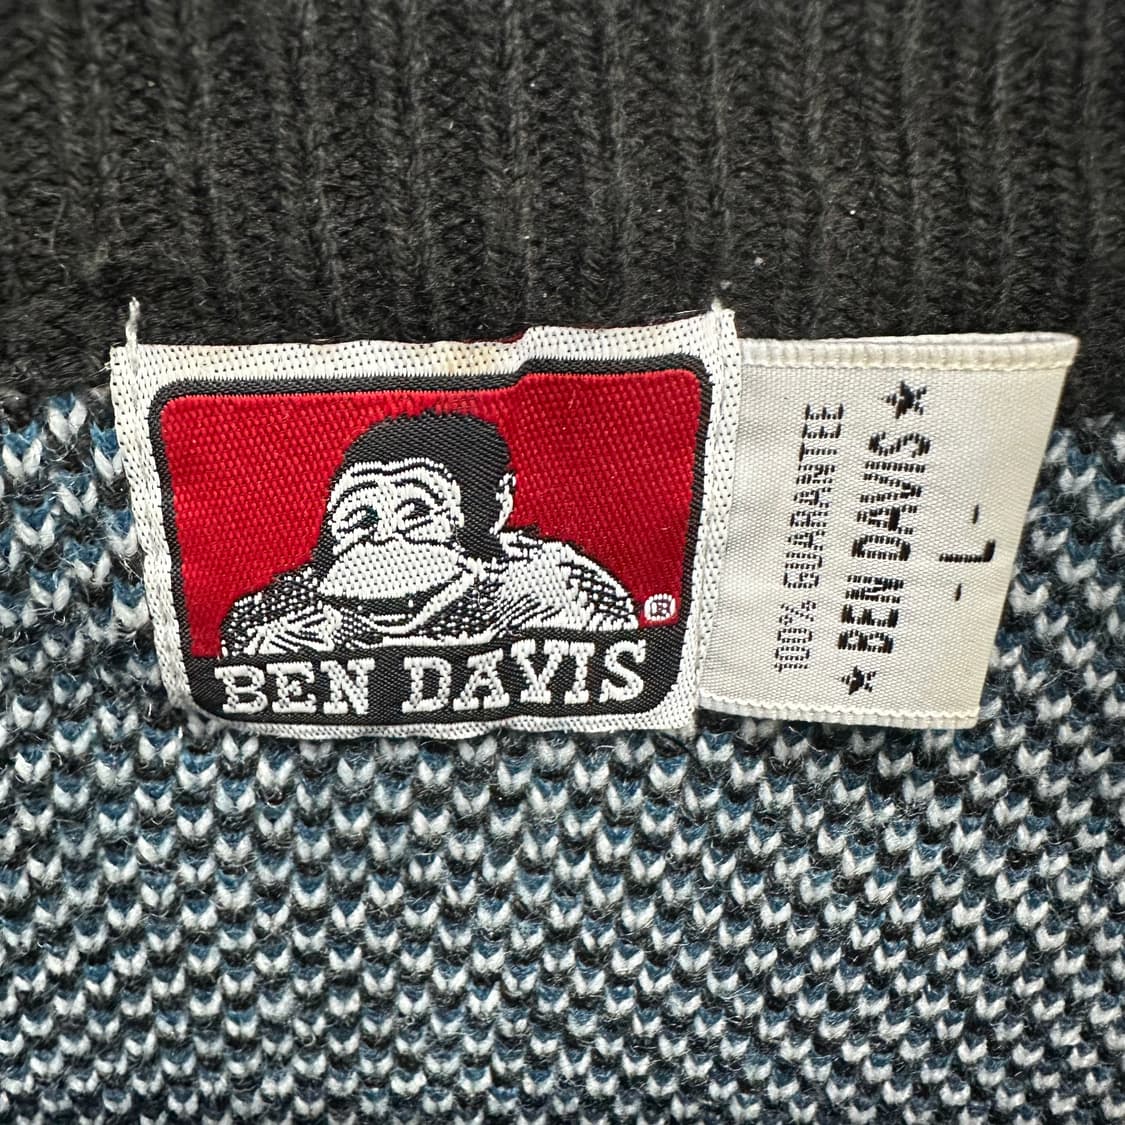 BEN DAVIS
®
100% GUARANTEE
★ BEN DAVIS ★
- L -